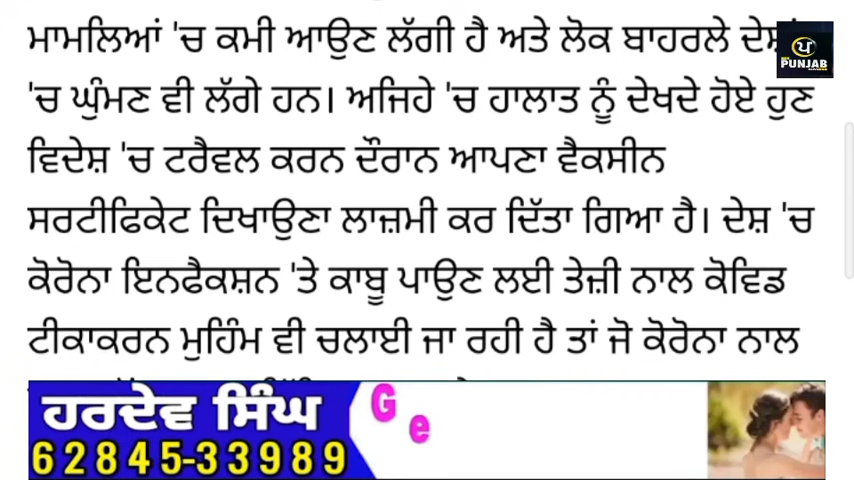 ਮਾਮਲਿਆਂ 'ਚ ਕਮੀ ਆਉਣ ਲੱਗੀ ਹੈ ਅਤੇ ਲੋਕ ਬਾਹਰਲੇ
PUNJAB
'ਚ ਘੁੰਮਣ ਵੀ ਲੱਗੇ ਹਨ। ਅਜਿਹੇ 'ਚ ਹਾਲਾਤ ਨੂੰ ਦੇਖਦੇ ਹੋਏ ਹੁਣ
ਵਿਦੇਸ਼ 'ਚ ਟਰੈਵਲ ਕਰਨ ਦੌਰਾਨ ਆਪਣਾ ਵੈਕਸੀਨ
ਸਰਟੀਫਿਕੇਟ ਦਿਖਾਉਣਾ ਲਾਜ਼ਮੀ ਕਰ ਦਿੱਤਾ ਗਿਆ ਹੈ। ਦੇਸ਼ 'ਚ
ਕੋਰੋਨਾ ਇਨਫੈਕਸ਼ਨ 'ਤੇ ਕਾਬੂ ਪਾਉਣ ਲਈ ਤੇਜ਼ੀ ਨਾਲ ਕੋਵਿਡ
ਟੀਕਾਕਰਨ ਮੁਹਿੰਮ ਵੀ ਚਲਾਈ ਜਾ ਰਹੀ ਹੈ ਤਾਂ ਜੋ ਕੋਰੋਨਾ ਨਾਲ
ਹਰਦੇਵ ਸਿੰਘ
62845-33989
Ge